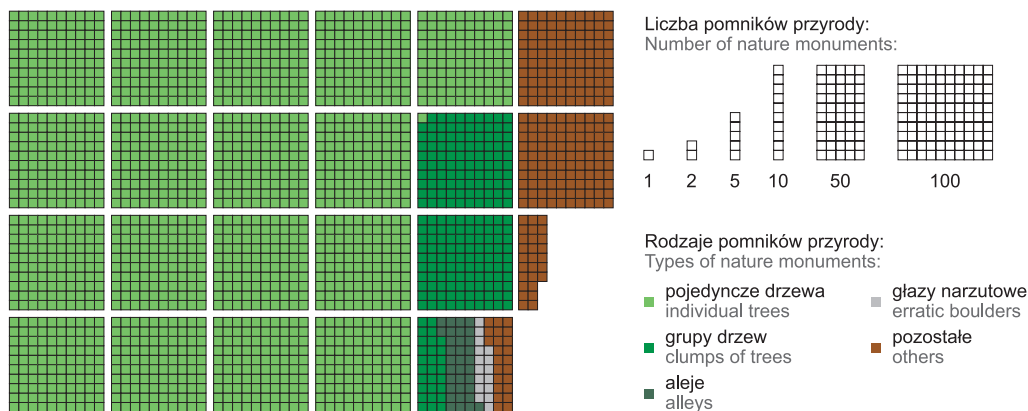 Liczba pomników przyrody:
Number of nature monuments:
1 2 5 10 50 100
Rodzaje pomników przyrody:
Types of nature monuments:
pojedyncze drzewa
individual trees
grupy drzew
clumps of trees
aleje
alleys
głazy narzutowe
erratic boulders
pozostałe
others